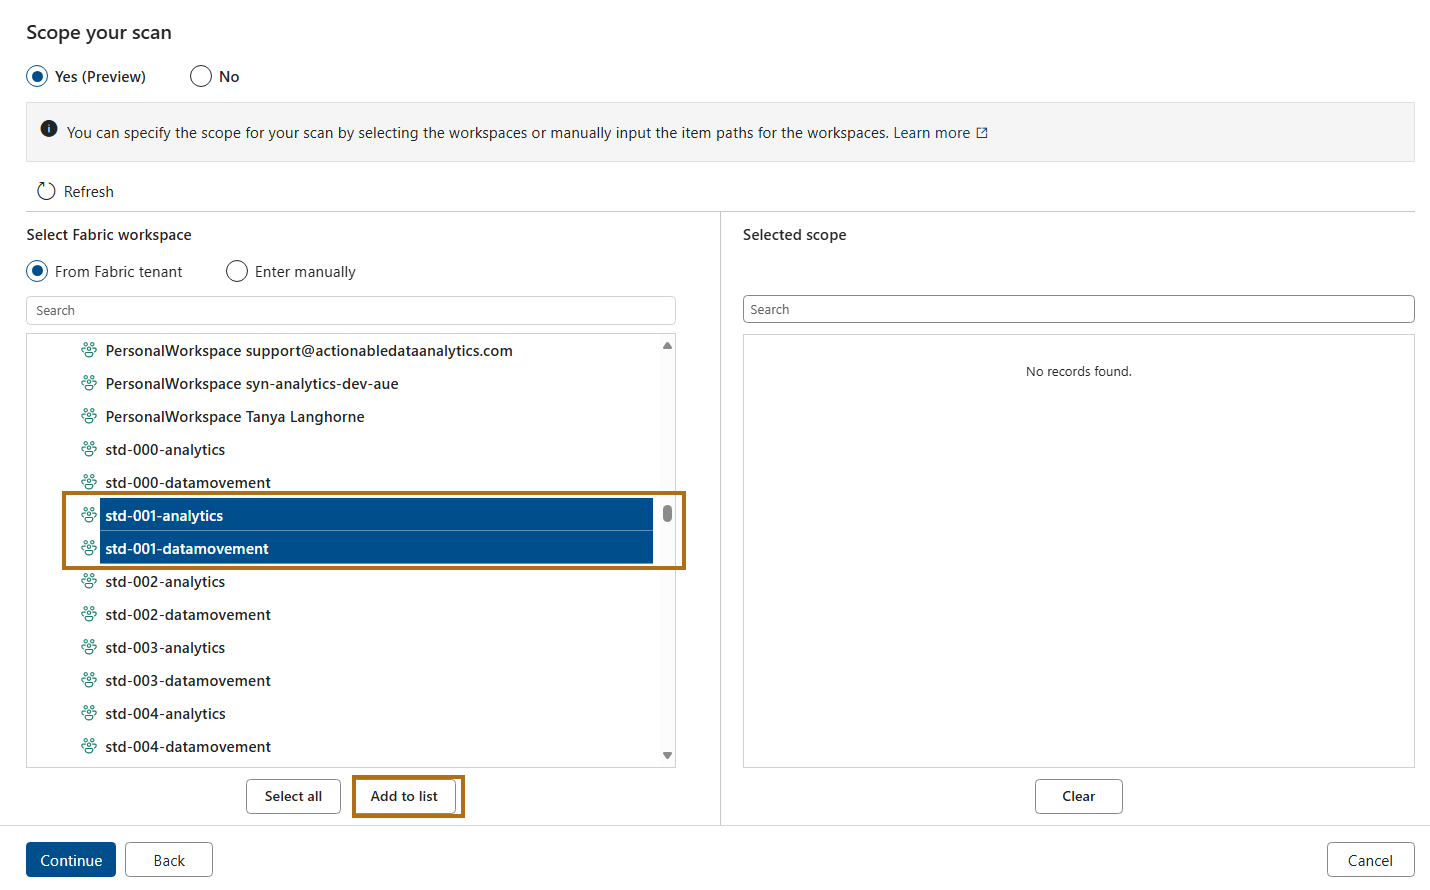 Scope your scan
Yes (Preview) No
You can specify the scope for your scan by selecting the workspaces or manually input the item paths for the workspaces. Learn more
Refresh
Select Fabric workspace
From Fabric tenant Enter manually
Search
PersonalWorkspace support@actionabledataanalytics.com
PersonalWorkspace syn-analytics-dev-aue
PersonalWorkspace Tanya Langhorne
std-000-analytics
std-000-datamovement
std-001-analytics
std-001-datamovement
std-002-analytics
std-002-datamovement
std-003-analytics
std-003-datamovement
std-004-analytics
std-004-datamovement
Select all Add to list
Selected scope
Search
No records found.
Clear
Continue Back Cancel